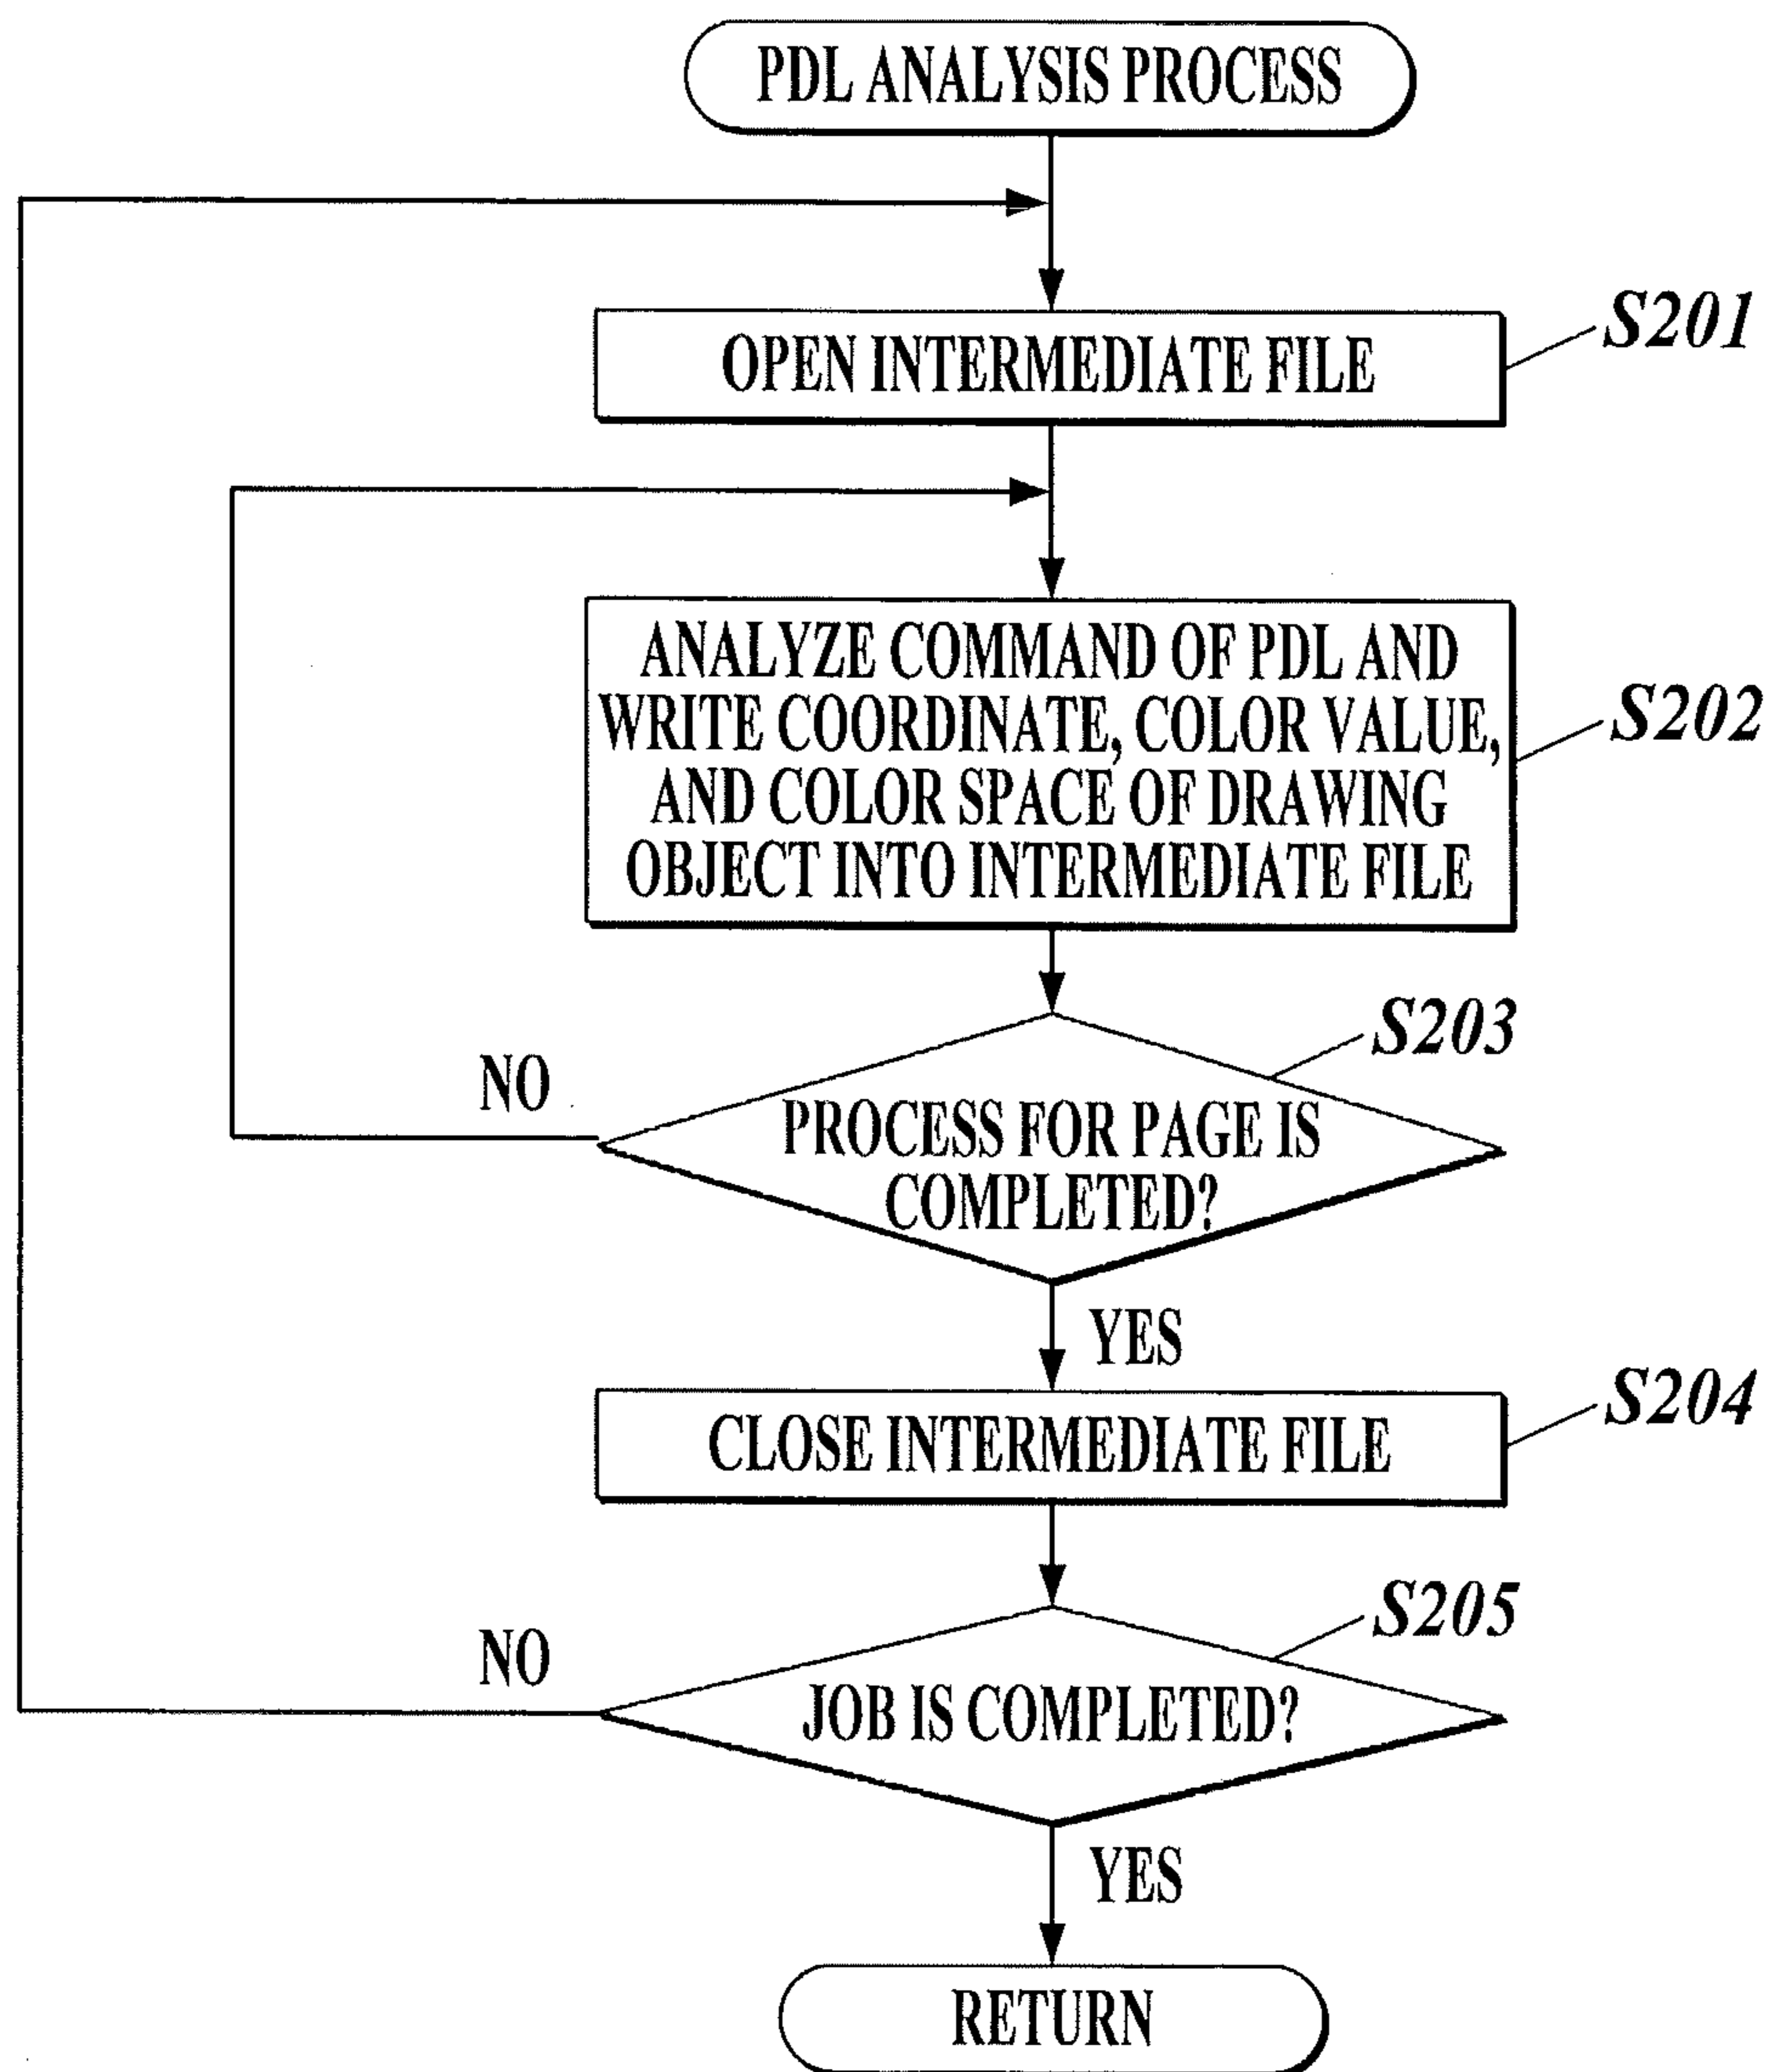 PDL ANALYSIS PROCESS
OPEN INTERMEDIATE FILE
S201
ANALYZE COMMAND OF PDL AND
WRITE COORDINATE, COLOR VALUE,
AND COLOR SPACE OF DRAWING
OBJECT INTO INTERMEDIATE FILE
S202
S203
NO
PROCESS FOR PAGE IS
COMPLETED?
YES
CLOSE INTERMEDIATE FILE
S204
S205
NO
JOB IS COMPLETED?
YES
RETURN